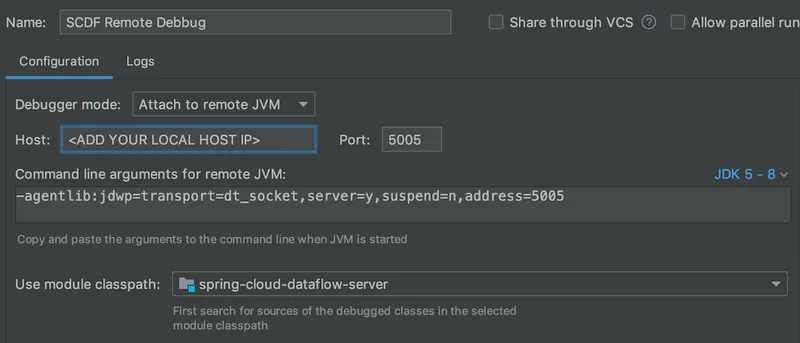 Name: SCDF Remote Debbug Share through VCS ? Allow parallel run
Configuration Logs
Debugger mode: Attach to remote JVM
Host: <ADD YOUR LOCAL HOST IP> Port: 5005
Command line arguments for remote JVM: JDK 5 - 8
-agentlib:jdwp=transport=dt_socket,server=y,suspend=n,address=5005
Copy and paste the arguments to the command line when JVM is started
Use module classpath: spring-cloud-dataflow-server
First search for sources of the debugged classes in the selected
module classpath